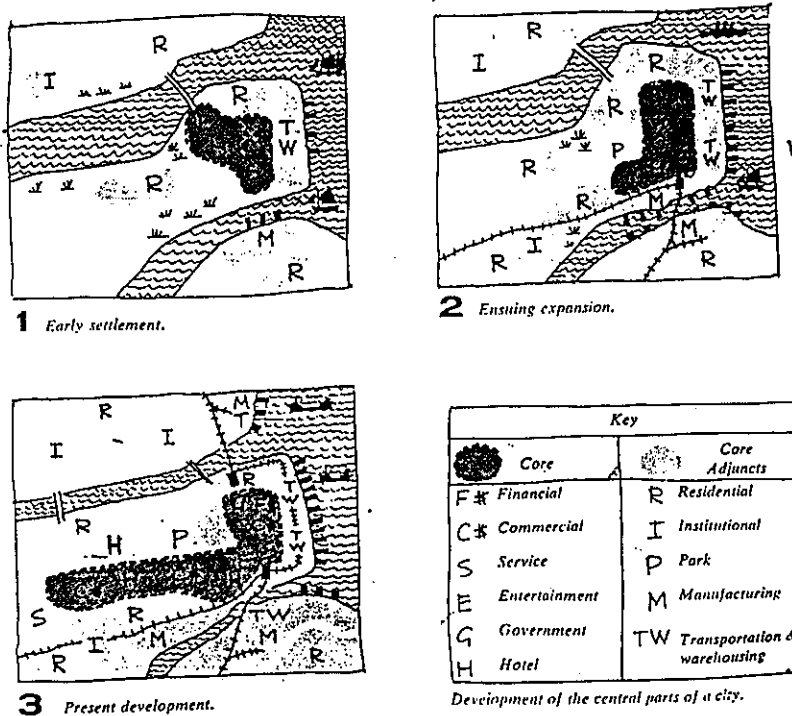 R
I
R
T
W
R
M
R
1 Early settlement.
R
I
R
T
W
R
P
T
W
R
R
M
I
M
R
R
2 Ensuing expansion.
R
M
T
I
I
R
T
W
R
H
P
T
W
S
R
TW
I
M
M
R
R
3 Present development.
Key
Core
Core
Adjuncts
F* Financial
R Residential
C* Commercial
I Institutional
S Service
P Park
E Entertainment
M Manufacturing
G Government
TW Transportation &
warehousing
H Hotel
Development of the central parts of a city.